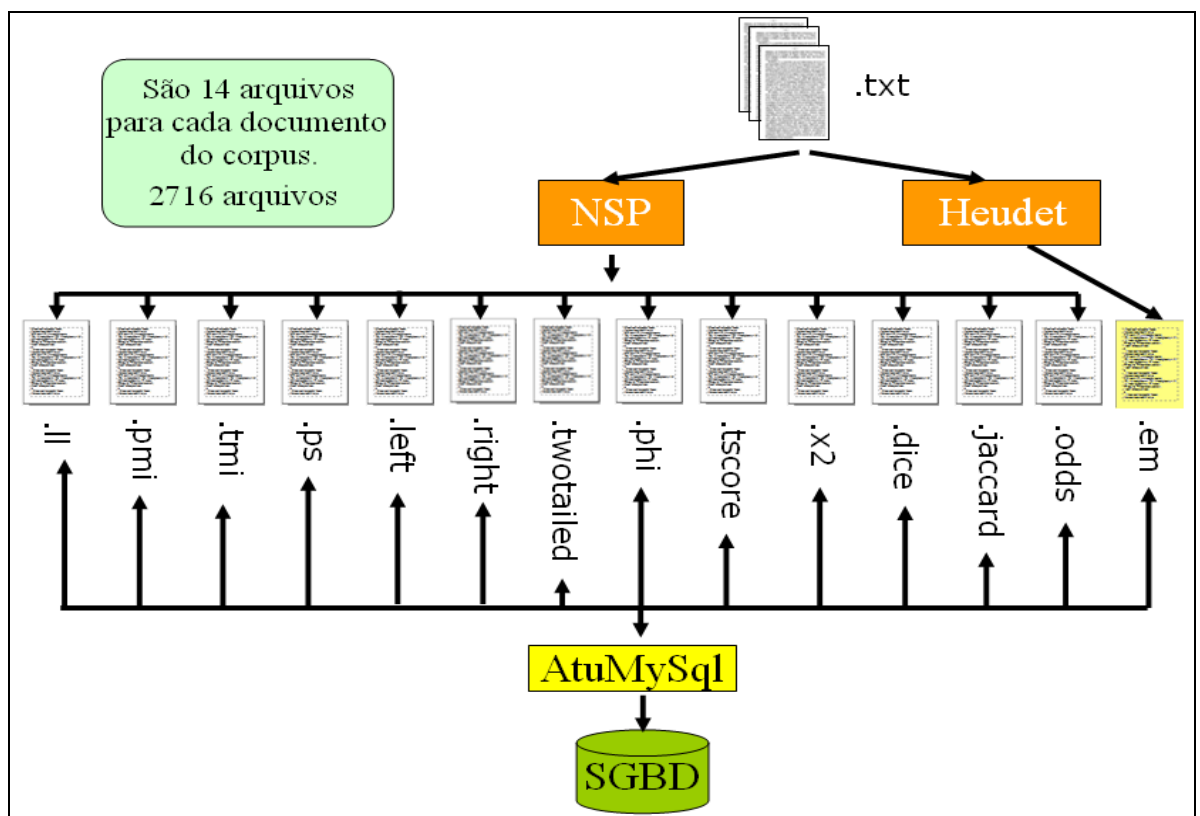 São 14 arquivos
para cada documento
do corpus.
2716 arquivos
.txt
NSP
Heudet
.ll
.pmi
.tmi
.ps
.left
.right
.twotailed
.phi
.tscore
.x2
.dice
.jaccard
.odds
.em
AtuMySql
SGBD